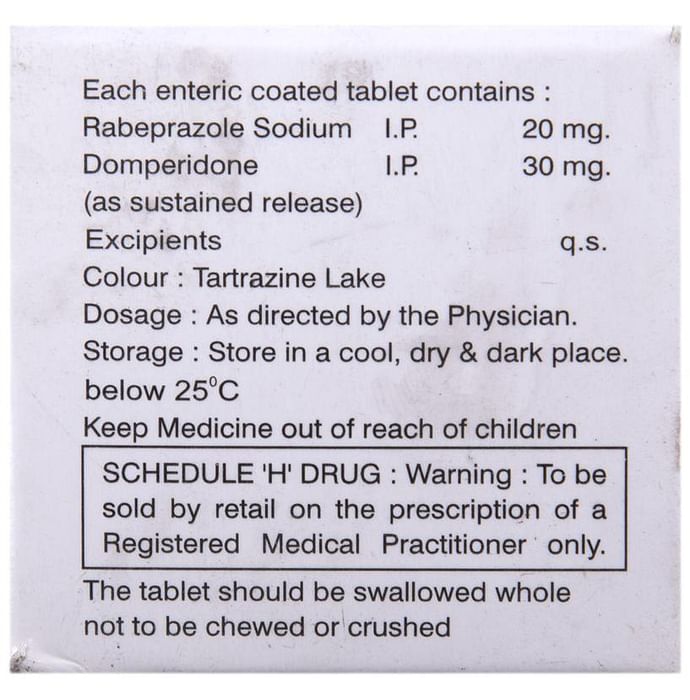 Each enteric coated tablet contains :
Rabeprazole Sodium I.P. 20 mg.
Domperidone I.P. 30 mg.
(as sustained release)
Excipients q.s.
Colour : Tartrazine Lake
Dosage : As directed by the Physician.
Storage : Store in a cool, dry & dark place.
below 25⁰C
Keep Medicine out of reach of children
SCHEDULE 'H' DRUG : Warning : To be
sold by retail on the prescription of a
Registered Medical Practitioner only.
The tablet should be swallowed whole
not to be chewed or crushed